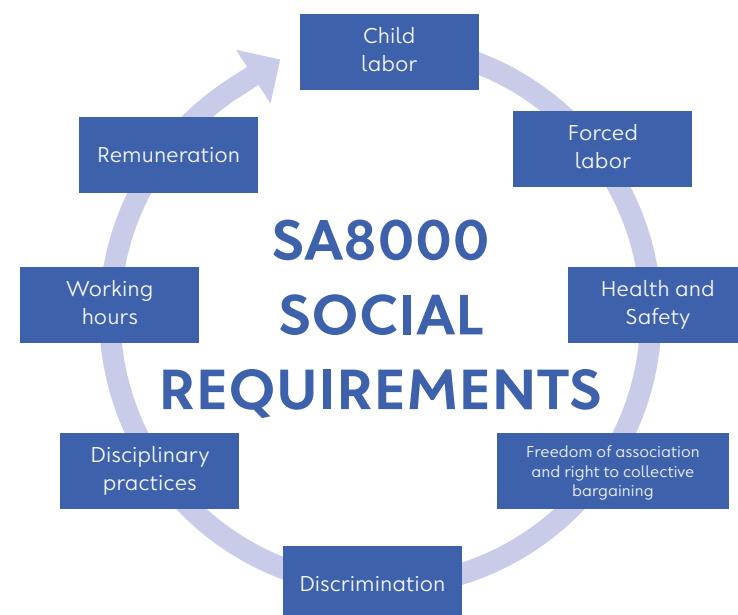 Child
labor
Forced
labor
Health and
Safety
Freedom of association
and right to collective
bargaining
Discrimination
Disciplinary
practices
Working
hours
Remuneration
SA8000
SOCIAL
REQUIREMENTS